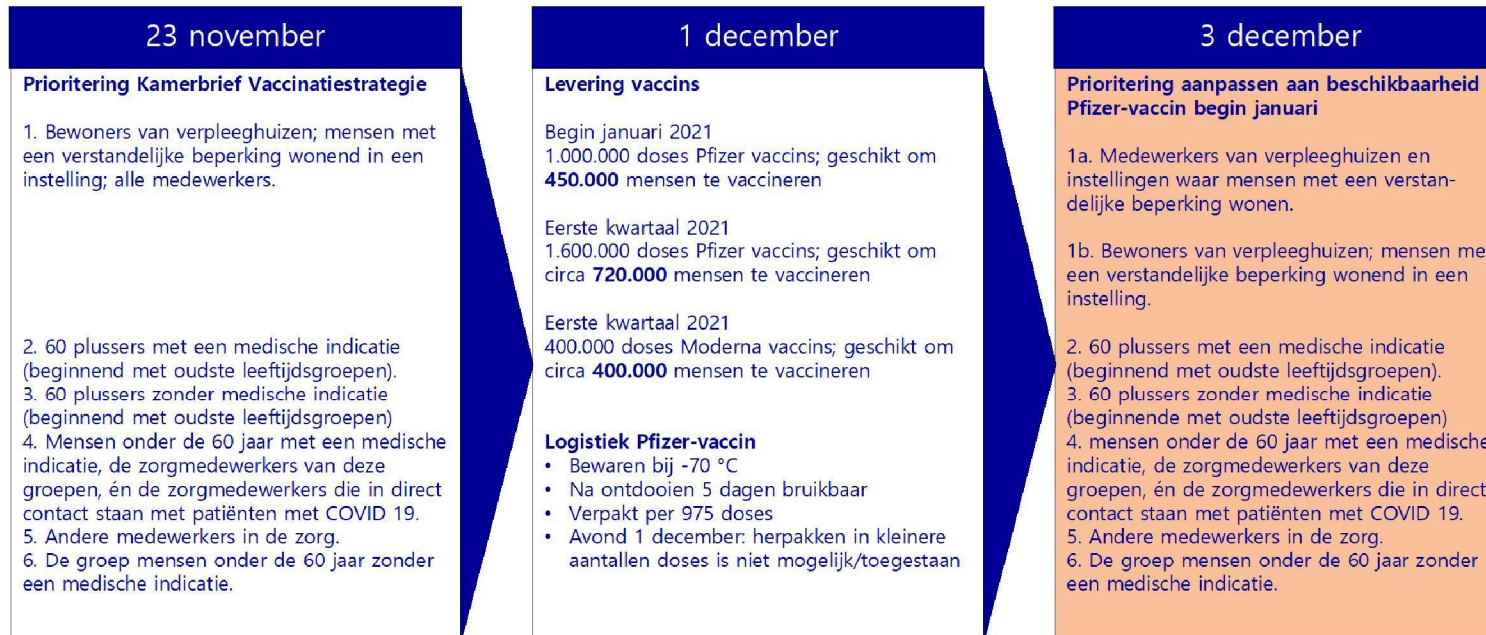 23 november
Prioritering Kamerbrief Vaccinatiestrategie
1. Bewoners van verpleeghuizen; mensen met
een verstandelijke beperking wonend in een
instelling; alle medewerkers.
2. 60 plussers met een medische indicatie
(beginnend met oudste leeftijdsgroepen).
3. 60 plussers zonder medische indicatie
(beginnend met oudste leeftijdsgroepen)
4. Mensen onder de 60 jaar met een medische
indicatie, de zorgmedewerkers van deze
groepen, én de zorgmedewerkers die in direct
contact staan met patiënten met COVID 19.
5. Andere medewerkers in de zorg.
6. De groep mensen onder de 60 jaar zonder
een medische indicatie.
1 december
Levering vaccins
Begin januari 2021
1.000.000 doses Pfizer vaccins; geschikt om
450.000 mensen te vaccineren
Eerste kwartaal 2021
1.600.000 doses Pfizer vaccins; geschikt om
circa 720.000 mensen te vaccineren
Eerste kwartaal 2021
400.000 doses Moderna vaccins; geschikt om
circa 400.000 mensen te vaccineren
Logistiek Pfizer-vaccin
• Bewaren bij -70 °C
• Na ontdooien 5 dagen bruikbaar
• Verpakt per 975 doses
• Avond 1 december: herpakken in kleinere
aantallen doses is niet mogelijk/toegestaan
3 december
Prioritering aanpassen aan beschikbaarheid
Pfizer-vaccin begin januari
1a. Medewerkers van verpleeghuizen en
instellingen waar mensen met een verstan-
delijke beperking wonen.
1b. Bewoners van verpleeghuizen; mensen me
een verstandelijke beperking wonend in een
instelling.
2. 60 plussers met een medische indicatie
(beginnend met oudste leeftijdsgroepen).
3. 60 plussers zonder medische indicatie
(beginnende met oudste leeftijdsgroepen)
4. mensen onder de 60 jaar met een medische
indicatie, de zorgmedewerkers van deze
groepen, én de zorgmedewerkers die in direct
contact staan met patiënten met COVID 19.
5. Andere medewerkers in de zorg.
6. De groep mensen onder de 60 jaar zonder
een medische indicatie.